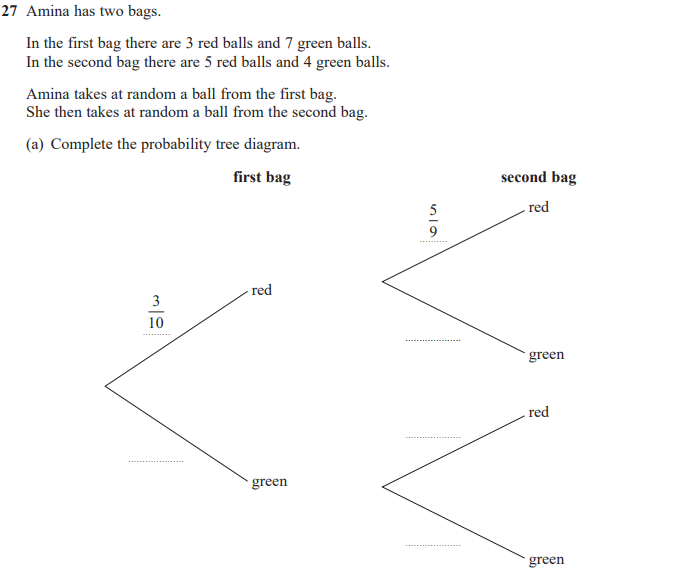 27 Amina has two bags.
In the first bag there are 3 red balls and 7 green balls.
In the second bag there are 5 red balls and 4 green balls.
Amina takes at random a ball from the first bag.
She then takes at random a ball from the second bag.
(a) Complete the probability tree diagram.
first bag
second bag
5
9
red
3
10
red
green
red
green
green